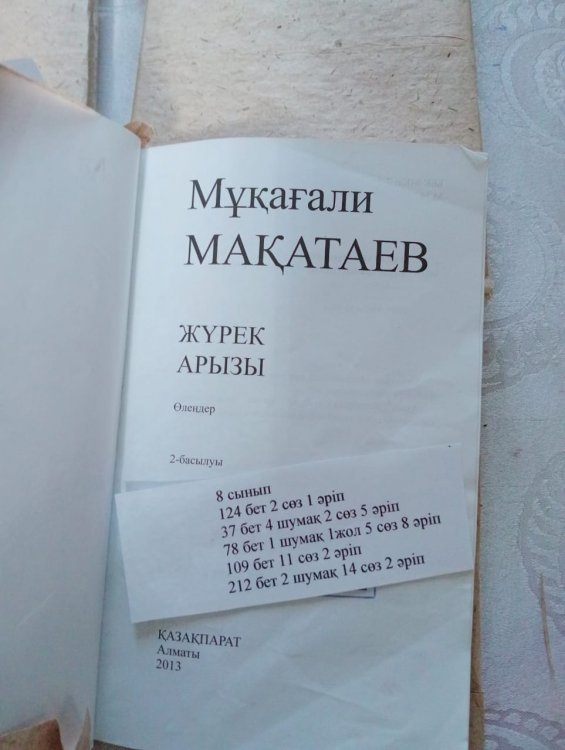 Мұқағали
МАҚАТАЕВ
ЖҮРЕК
АРЫЗЫ
Өлеңдер
2-басылуы
8 сынып
124 бет 2 сөз 1 әріп
37 бет 4 шумақ 2 сөз 5 әріп
78 бет 1 шумақ 1жол 5 сөз 8 әріп
109 бет 11 сөз 2 әріп
212 бет 2 шумақ 14 сөз 2 әріп
ҚАЗАҚПАРАТ
Алматы
2013